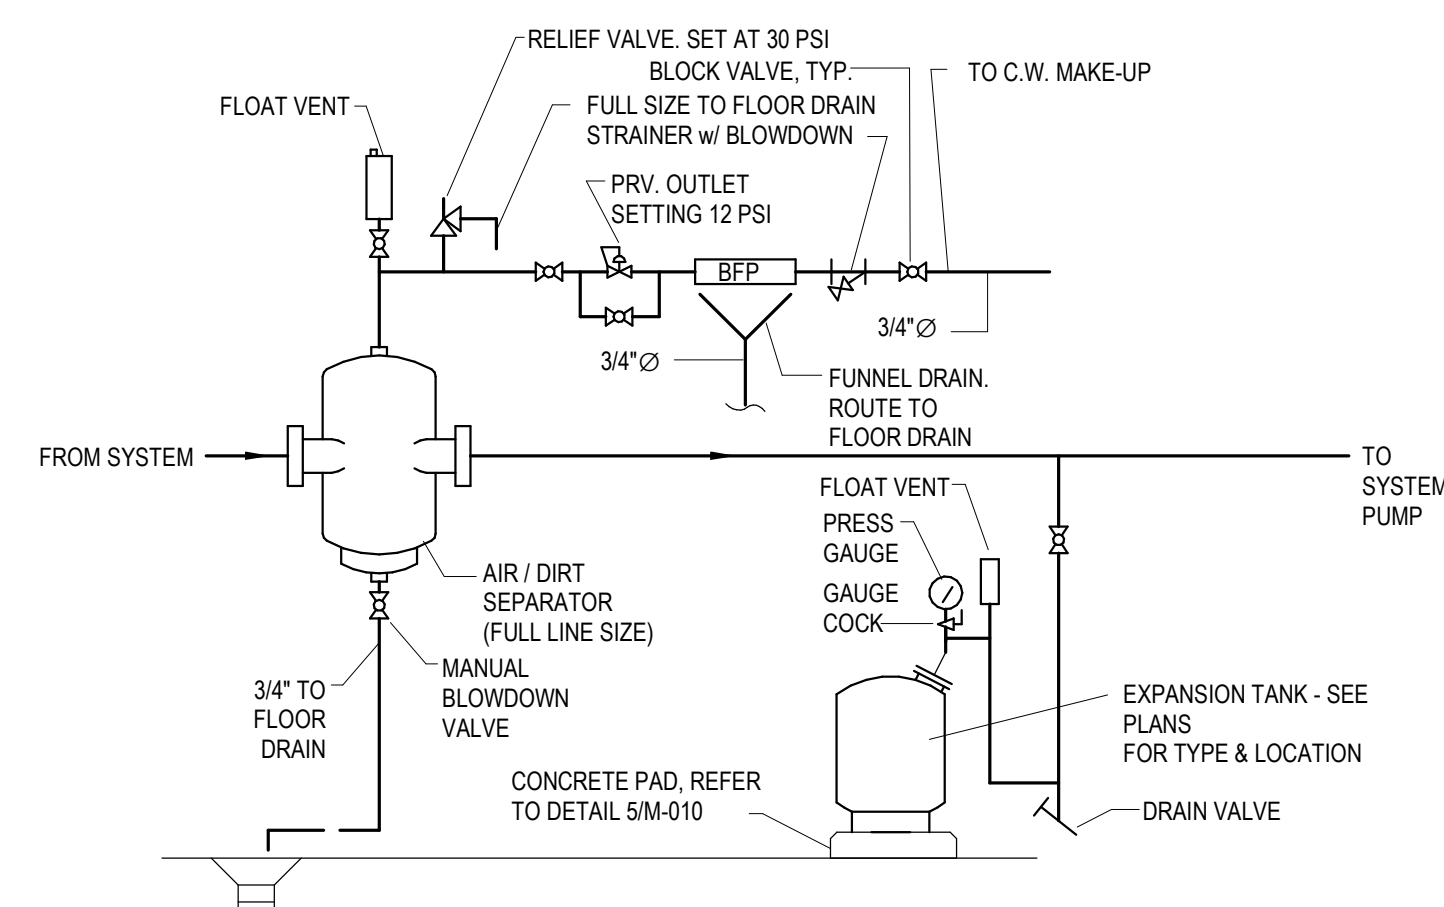 RELIEF VALVE. SET AT 30 PSI
BLOCK VALVE, TYP.
TO C.W. MAKE-UP
FLOAT VENT
FULL SIZE TO FLOOR DRAIN
STRAINER w/ BLOWDOWN
PRV. OUTLET
SETTING 12 PSI
BFP
3/4"Ø
3/4"Ø
FUNNEL DRAIN.
ROUTE TO
FLOOR DRAIN
FROM SYSTEM
TO
SYSTEM
PUMP
FLOAT VENT
PRESS
GAUGE
GAUGE
COCK
AIR / DIRT
SEPARATOR
(FULL LINE SIZE)
MANUAL
BLOWDOWN
VALVE
3/4" TO
FLOOR
DRAIN
EXPANSION TANK - SEE
PLANS
FOR TYPE & LOCATION
CONCRETE PAD, REFER
TO DETAIL 5/M-010
DRAIN VALVE